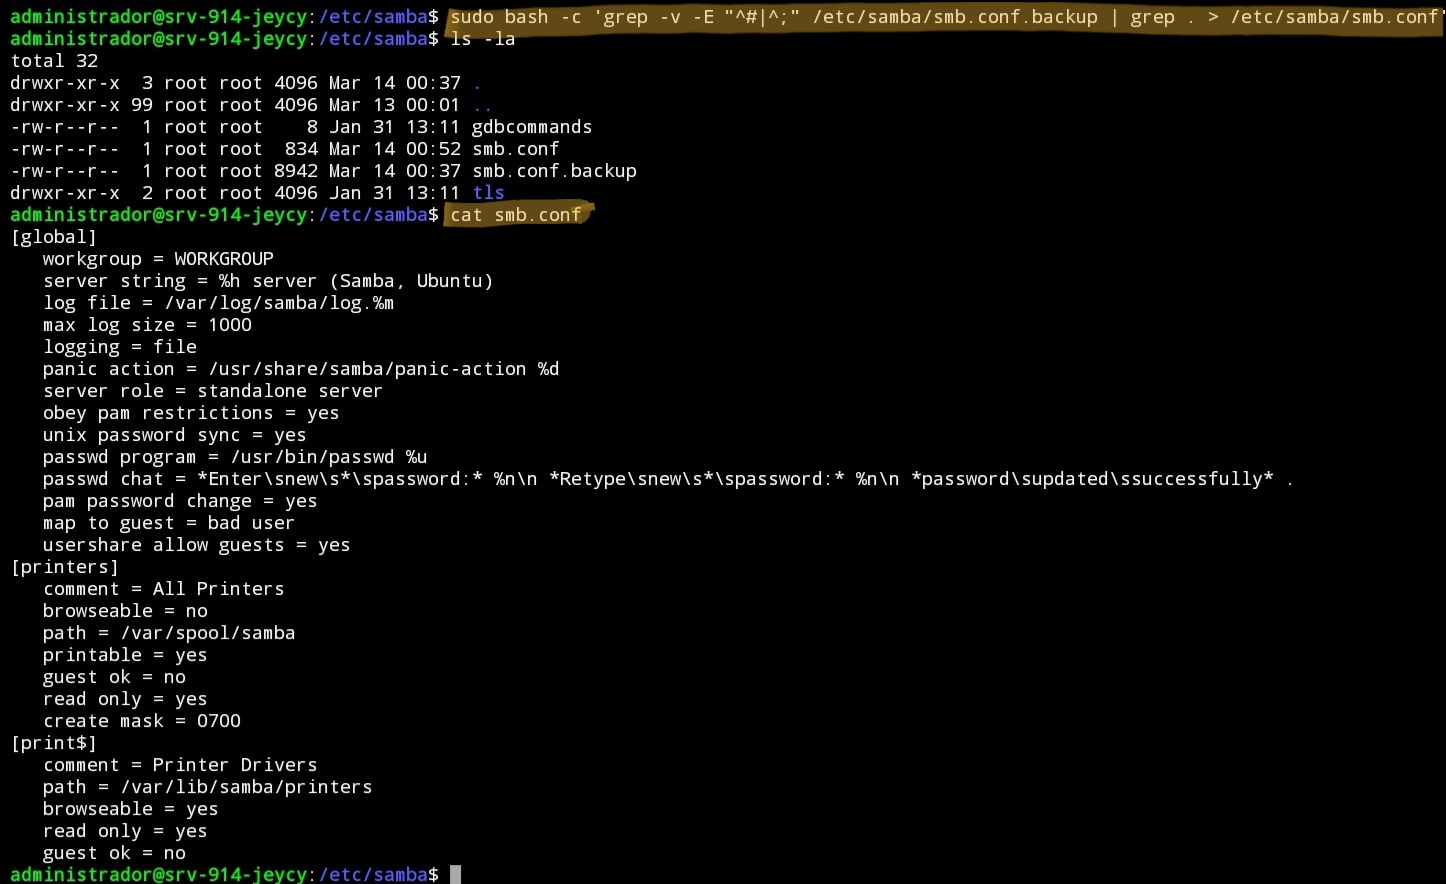 administrador@srv-914-jeycy:/etc/samba$ sudo bash -c 'grep -v -E "^#|^;" /etc/samba/smb.conf.backup | grep . > /etc/samba/smb.conf'
administrador@srv-914-jeycy:/etc/samba$ ls -la
total 32
drwxr-xr-x  3 root root 4096 Mar 14 00:37 .
drwxr-xr-x 99 root root 4096 Mar 13 00:01 ..
-rw-r--r--  1 root root    8 Jan 31 13:11 gdbcommands
-rw-r--r--  1 root root  834 Mar 14 00:52 smb.conf
-rw-r--r--  1 root root 8942 Mar 14 00:37 smb.conf.backup
drwxr-xr-x  2 root root 4096 Jan 31 13:11 tls
administrador@srv-914-jeycy:/etc/samba$ cat smb.conf
[global]
   workgroup = WORKGROUP
   server string = %h server (Samba, Ubuntu)
   log file = /var/log/samba/log.%m
   max log size = 1000
   logging = file
   panic action = /usr/share/samba/panic-action %d
   server role = standalone server
   obey pam restrictions = yes
   unix password sync = yes
   passwd program = /usr/bin/passwd %u
   passwd chat = *Enter\snew\s*\spassword:* %n\n *Retype\snew\s*\spassword:* %n\n *password\supdated\ssuccessfully* .
   pam password change = yes
   map to guest = bad user
   usershare allow guests = yes
[printers]
   comment = All Printers
   browseable = no
   path = /var/spool/samba
   printable = yes
   guest ok = no
   read only = yes
   create mask = 0700
[print$]
   comment = Printer Drivers
   path = /var/lib/samba/printers
   browseable = yes
   read only = yes
   guest ok = no
administrador@srv-914-jeycy:/etc/samba$